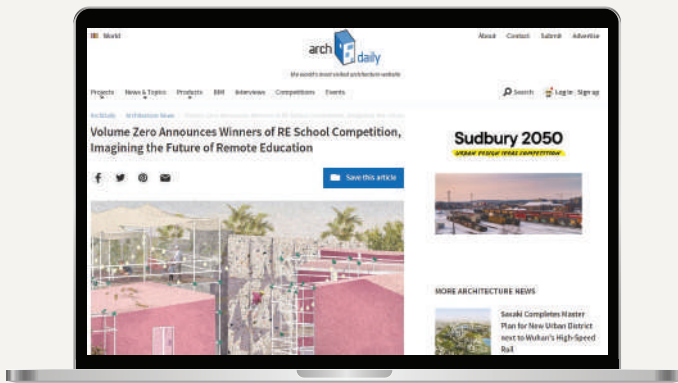 World
About Contact Submit Advertise
arch daily
the world's most visited architecture website
Projects News & Topics Products BIM Interviews Competitions Events
Search Log in Sign up
ArchDaily Architecture News
Volume Zero Announces Winners of RE School Competition,
Imagining the Future of Remote Education
Save this article
Sudbury 2050
URBAN DESIGN IDEAS COMPETITION
MORE ARCHITECTURE NEWS
Sasaki Completes Master
Plan for New Urban District
next to Wuhan's High-Speed
Rail